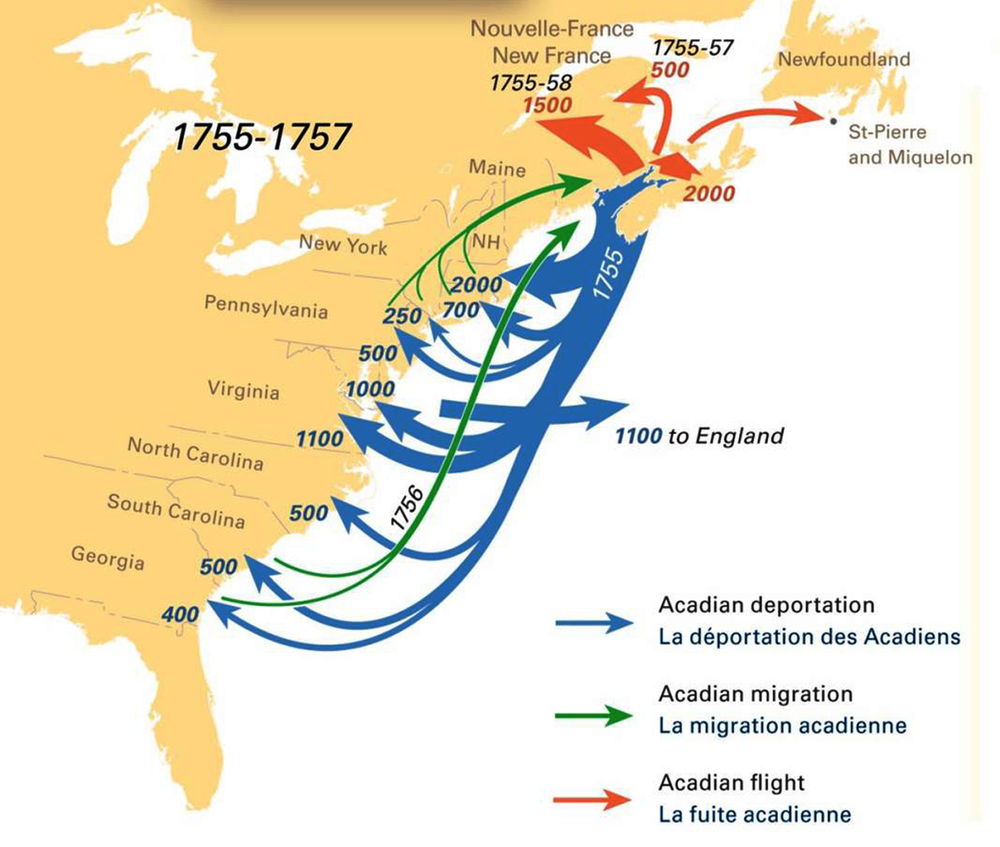 Nouvelle-France
New France
1755-58
1500
1755-57
500
Newfoundland
St-Pierre
and Miquelon
1755-1757
Maine
2000
New York
NH
1755
2000
Pennsylvania
250
700
500
Virginia
1000
1100
1100 to England
North Carolina
South Carolina
500
1756
Georgia
500
400
Acadian deportation
La déportation des Acadiens
Acadian migration
La migration acadienne
Acadian flight
La fuite acadienne